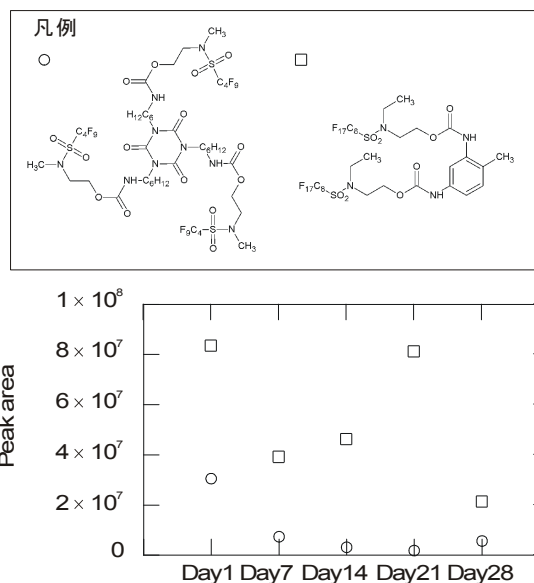 凡例
CH3
N
O
S
O
O
C4F9
O
NH
H12C6
C4F9
O
S
O
H3C
N
O
N
O
N
N
C6H12
NH
O
O
O
O
O
NH
C6H12
O
F9C4
S
O
O
N
CH3
CH3
N
F17C8
SO2
O
O
NH
CH3
CH3
N
F17C8
SO2
O
O
NH
Peak area
1 × 10^8
8 × 10^7
6 × 10^7
4 × 10^7
2 × 10^7
0
Day1 Day7 Day14 Day21 Day28